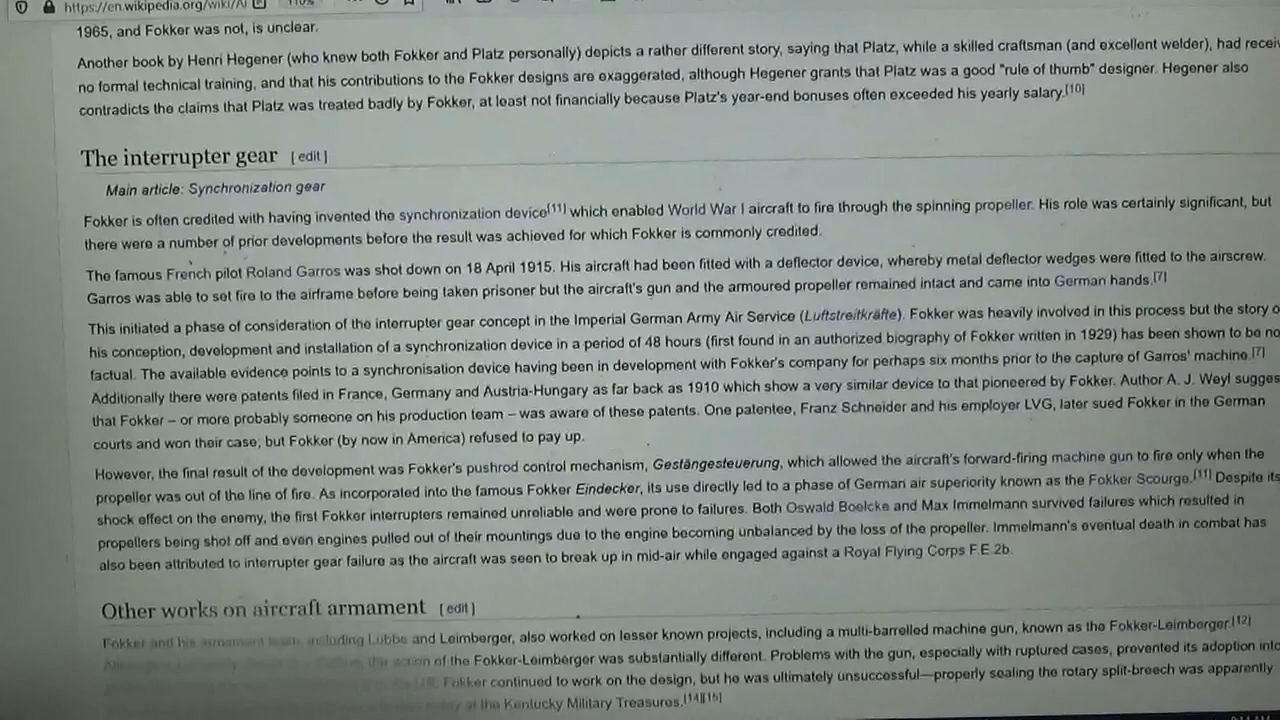 https://en.wikipedia.org/wiki/A
110%
1965, and Fokker was not, is unclear.
Another book by Henri Hegener (who knew both Fokker and Platz personally) depicts a rather different story, saying that Platz, while a skilled craftsman (and excellent welder), had recei
no formal technical training, and that his contributions to the Fokker designs are exaggerated, although Hegener grants that Platz was a good "rule of thumb" designer. Hegener also
contradicts the claims that Platz was treated badly by Fokker, at least not financially because Platz's year-end bonuses often exceeded his yearly salary.[10]
The interrupter gear [ edit ]
Main article: Synchronization gear
Fokker is often credited with having invented the synchronization device[11] which enabled World War I aircraft to fire through the spinning propeller. His role was certainly significant, but
there were a number of prior developments before the result was achieved for which Fokker is commonly credited.
The famous French pilot Roland Garros was shot down on 18 April 1915. His aircraft had been fitted with a deflector device, whereby metal deflector wedges were fitted to the airscrew.
Garros was able to set fire to the airframe before being taken prisoner but the aircraft's gun and the armoured propeller remained intact and came into German hands.[7]
This initiated a phase of consideration of the interrupter gear concept in the Imperial German Army Air Service (Luftstreitkräfte). Fokker was heavily involved in this process but the story o
his conception, development and installation of a synchronization device in a period of 48 hours (first found in an authorized biography of Fokker written in 1929) has been shown to be no
factual. The available evidence points to a synchronisation device having been in development with Fokker's company for perhaps six months prior to the capture of Garros' machine.[7]
Additionally there were patents filed in France, Germany and Austria-Hungary as far back as 1910 which show a very similar device to that pioneered by Fokker. Author A. J. Weyl sugges
that Fokker – or more probably someone on his production team – was aware of these patents. One patentee, Franz Schneider and his employer LVG, later sued Fokker in the German
courts and won their case; but Fokker (by now in America) refused to pay up.
However, the final result of the development was Fokker's pushrod control mechanism, Gestängesteuerung, which allowed the aircraft's forward-firing machine gun to fire only when the
propeller was out of the line of fire. As incorporated into the famous Fokker Eindecker, its use directly led to a phase of German air superiority known as the Fokker Scourge.[11] Despite its
shock effect on the enemy, the first Fokker interrupters remained unreliable and were prone to failures. Both Oswald Boelcke and Max Immelmann survived failures which resulted in
propellers being shot off and even engines pulled out of their mountings due to the engine becoming unbalanced by the loss of the propeller. Immelmann's eventual death in combat has
also been attributed to interrupter gear failure as the aircraft was seen to break up in mid-air while engaged against a Royal Flying Corps F.E.2b.
Other works on aircraft armament [ edit ]
Fokker and his armament team, including Lübbe and Leimberger, also worked on lesser known projects, including a multi-barrelled machine gun, known as the Fokker-Leimberger.[12]
action of the Fokker-Leimberger was substantially different. Problems with the gun, especially with ruptured cases, prevented its adoption into
Fokker continued to work on the design, but he was ultimately unsuccessful—properly sealing the rotary split-breech was apparently
at the Kentucky Military Treasures.[14][15]